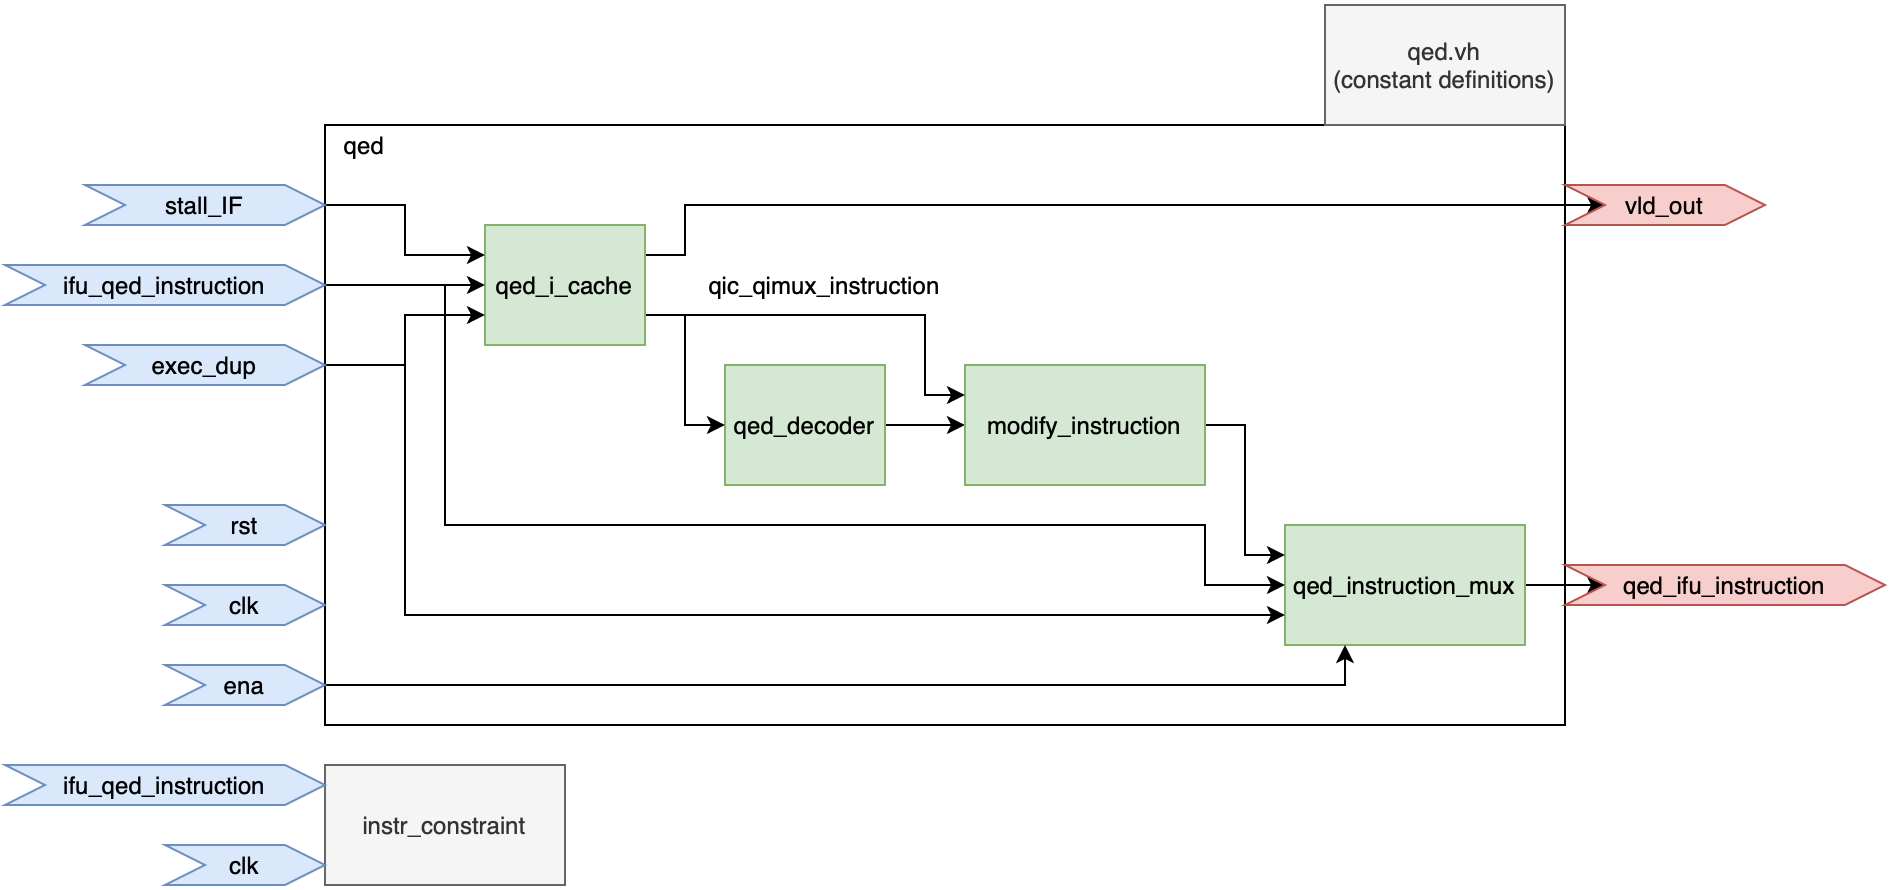 qed.vh
(constant definitions)
qed
stall_IF
vld_out
ifu_qed_instruction
qed_i_cache
qic_qimux_instruction
exec_dup
qed_decoder
modify_instruction
rst
clk
qed_instruction_mux
qed_ifu_instruction
ena
ifu_qed_instruction
instr_constraint
clk